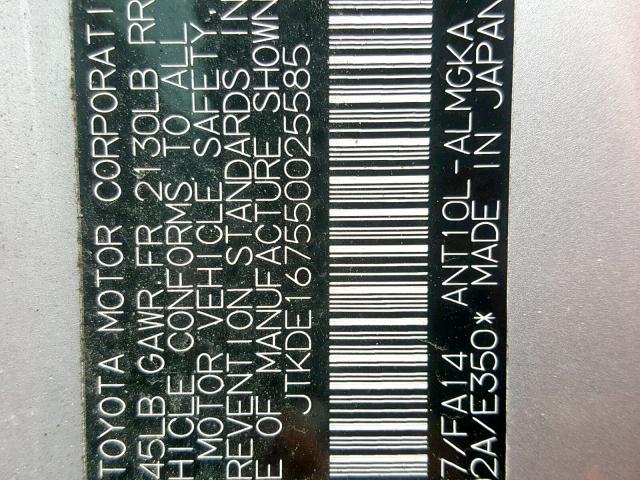 TOYOTA MOTOR CORPORATI
45LB GAWR.FR 2130LB RR
HICLE CONFORMS TO ALL
MOTOR VEHICLE SAFETY,
REVENTION STANDARDS IN
E OF MANUFACTURE SHOWN
JTKDE167550025585
7/FA14 ANT10L-ALMGKA
02A/E350* MADE IN JAPAN